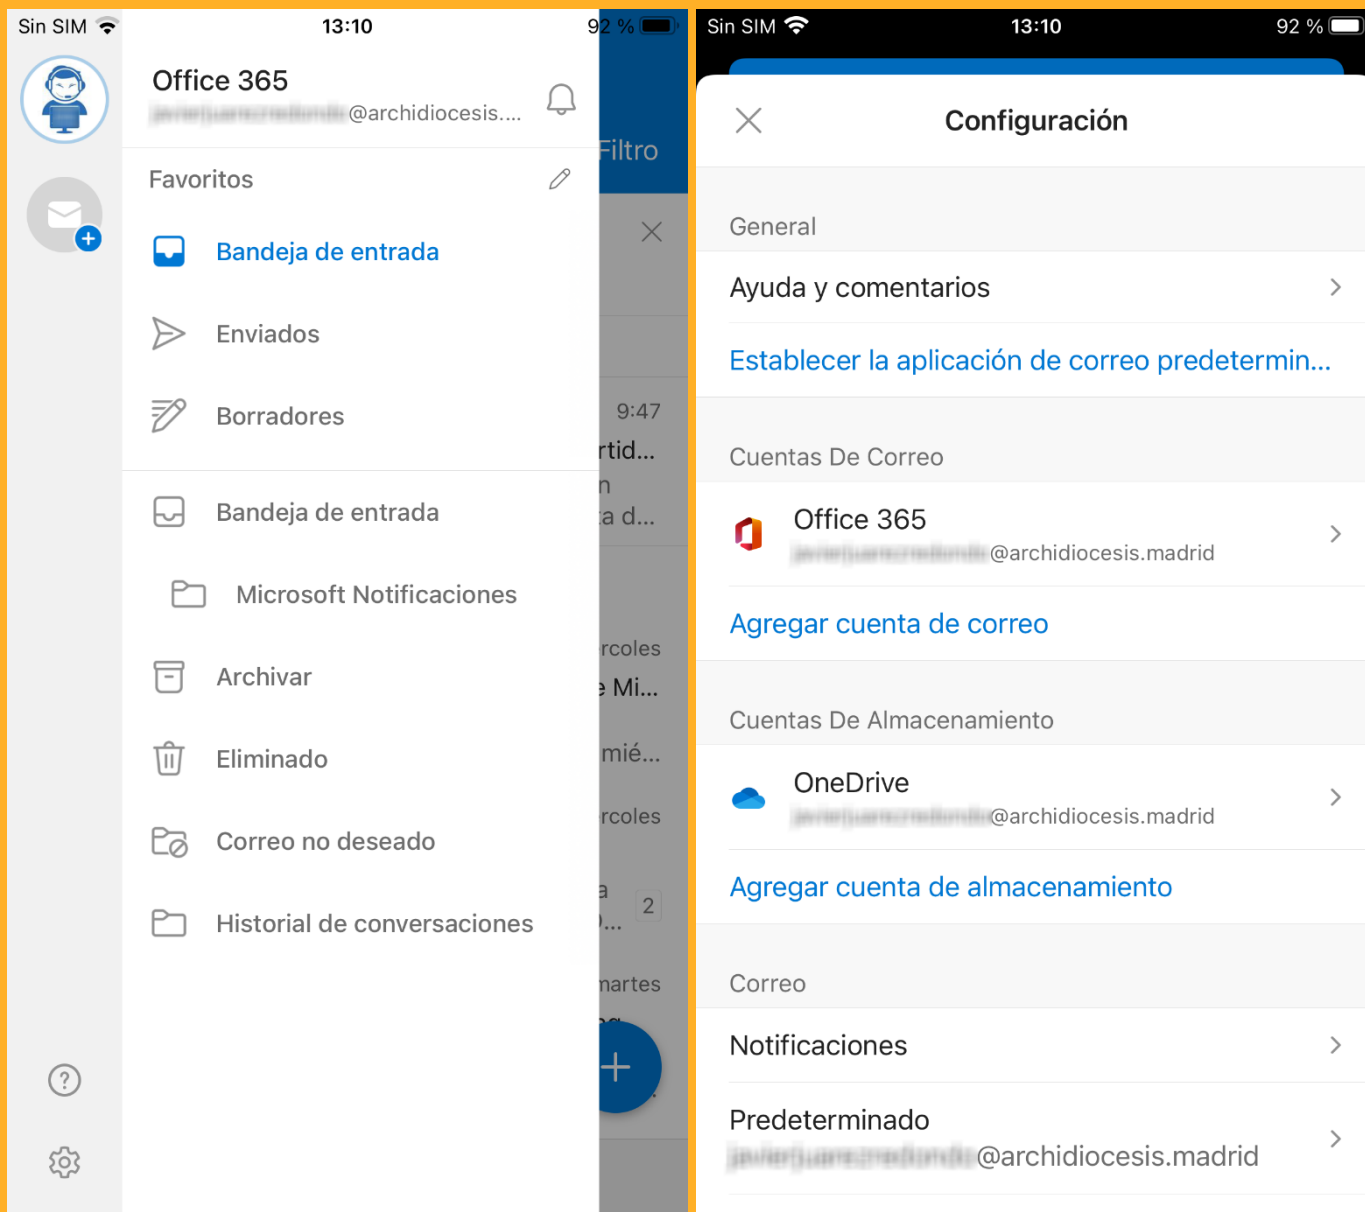 Sin SIM 13:10 92 %
Office 365
@archidiocesis....
Filtro
Favoritos
Bandeja de entrada
Enviados
Borradores
9:47
rtid...
n
a d...
Bandeja de entrada
Microsoft Notificaciones
rcoles
Archivar
e Mi...
Eliminado
mié...
rcoles
Correo no deseado
a
2
Historial de conversaciones
martes
Sin SIM 13:10 92 %
Configuración
General
Ayuda y comentarios
Establecer la aplicación de correo predetermin...
Cuentas De Correo
Office 365
@archidiocesis.madrid
Agregar cuenta de correo
Cuentas De Almacenamiento
OneDrive
@archidiocesis.madrid
Agregar cuenta de almacenamiento
Correo
Notificaciones
Predeterminado
@archidiocesis.madrid